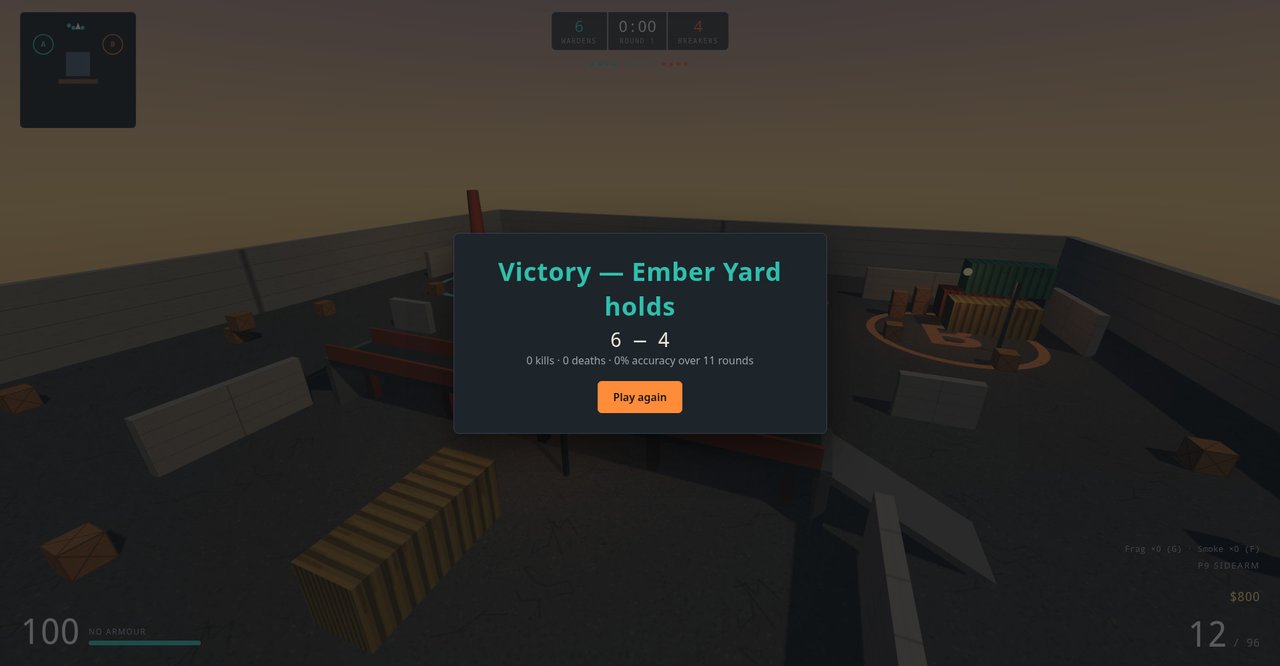 A
B
6
WARDENS
0:00
ROUND 1
4
BREAKERS
Victory — Ember Yard
holds
6 – 4
0 kills · 0 deaths · 0% accuracy over 11 rounds
Play again
B
Frag ×0 (G) · Smoke ×0 (F)
P9 SIDEARM
$800
100
NO ARMOUR
12 / 96